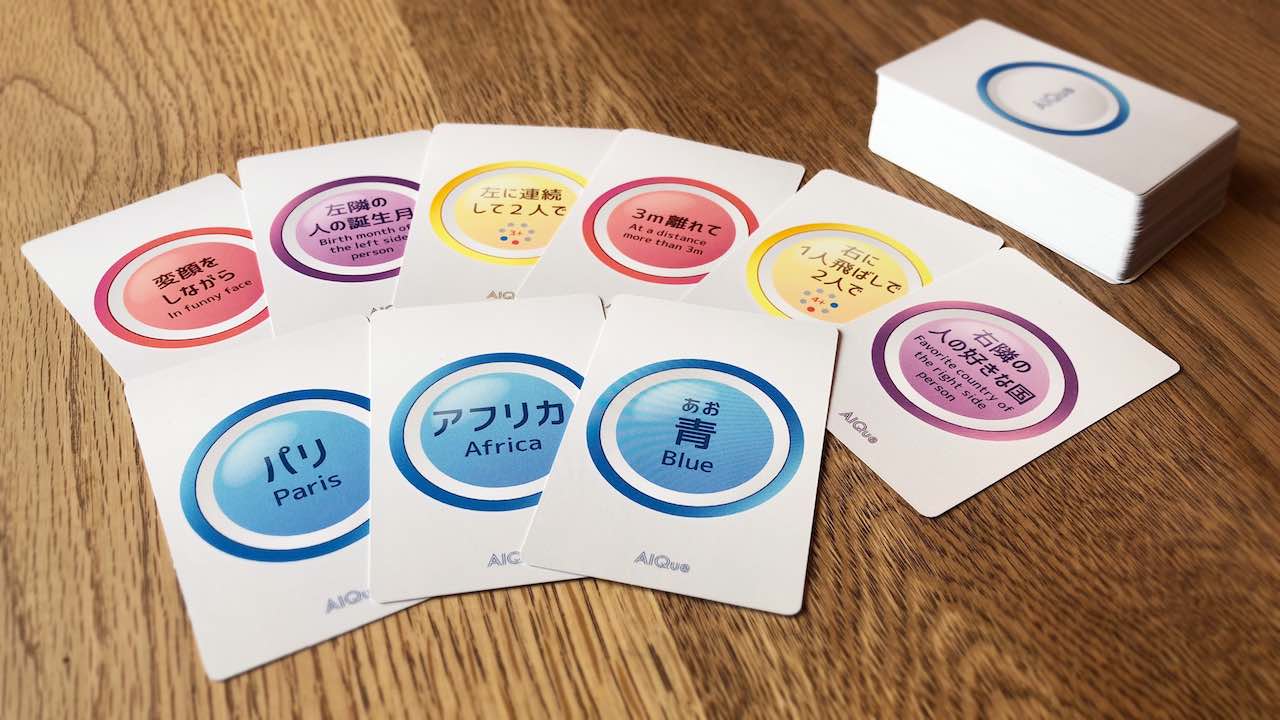 変顔を
しながら
In funny face
左隣の
人の誕生月
Birth month of
the left side
person
左に連続
して2人で
3+
3m離れて
At a distance
more than 3m
右に
1人飛ばしで
2人で
4+
右隣の
人の好きな国
Favorite country of
the right side
person
AIQue
パリ
Paris
アフリカ
Africa
あお
青
Blue
AIQue
AIQue